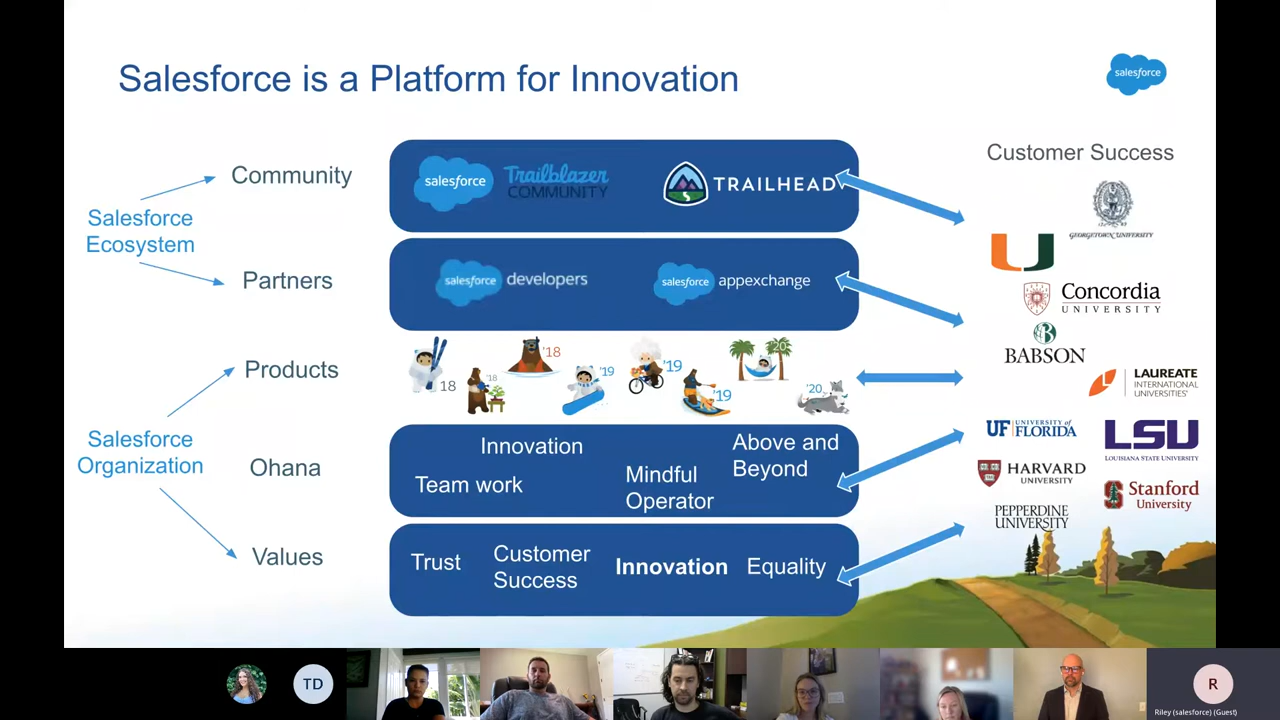 Salesforce is a Platform for Innovation
salesforce
Community
Salesforce
Ecosystem
Partners
Products
Salesforce
Organization
Ohana
Values
salesforce
Trailblazer
COMMUNITY
TRAILHEAD
salesforce developers
salesforce appexchange
'18
'18
'18
'19
'19
'19
'20
'20
Innovation
Above and
Beyond
Team work
Mindful
Operator
Trust
Customer
Success
Innovation
Equality
Customer Success
GEORGETOWN UNIVERSITY
U
Concordia
UNIVERSITY
BABSON
LAUREATE
INTERNATIONAL
UNIVERSITIES
UF UNIVERSITY of
FLORIDA
LSU
LOUISIANA STATE UNIVERSITY
HARVARD
UNIVERSITY
Stanford
University
PEPPERDINE
UNIVERSITY
TD
R
Riley (salesforce) (Guest)